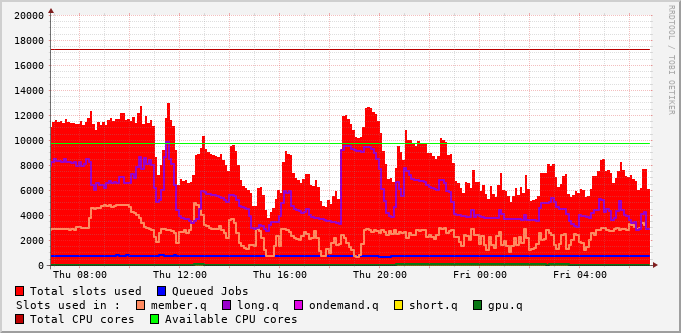 RRDTOOL / TOBI OETIKER
20000
18000
16000
14000
12000
10000
8000
6000
4000
2000
0
Thu 08:00 Thu 12:00 Thu 16:00 Thu 20:00 Fri 00:00 Fri 04:00
Total slots used Queued Jobs
Slots used in : member.q long.q ondemand.q short.q gpu.q
Total CPU cores Available CPU cores